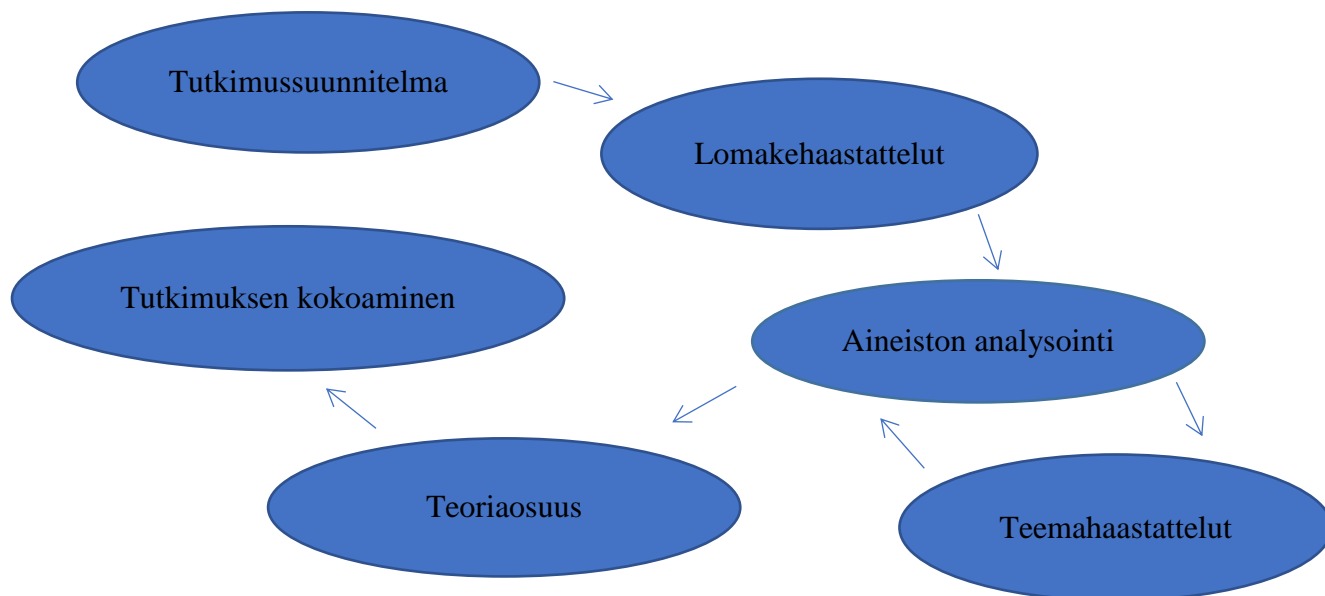 Tutkimussuunnitelma
Lomakehaastattelut
Tutkimuksen kokoaminen
Aineiston analysointi
Teoriaosuus
Teemahaastattelut